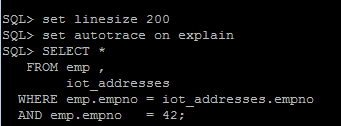 SQL> set linesize 200
SQL> set autotrace on explain
SQL> SELECT *
FROM emp ,
iot_addresses
WHERE emp.empno = iot_addresses.empno
AND emp.empno = 42;